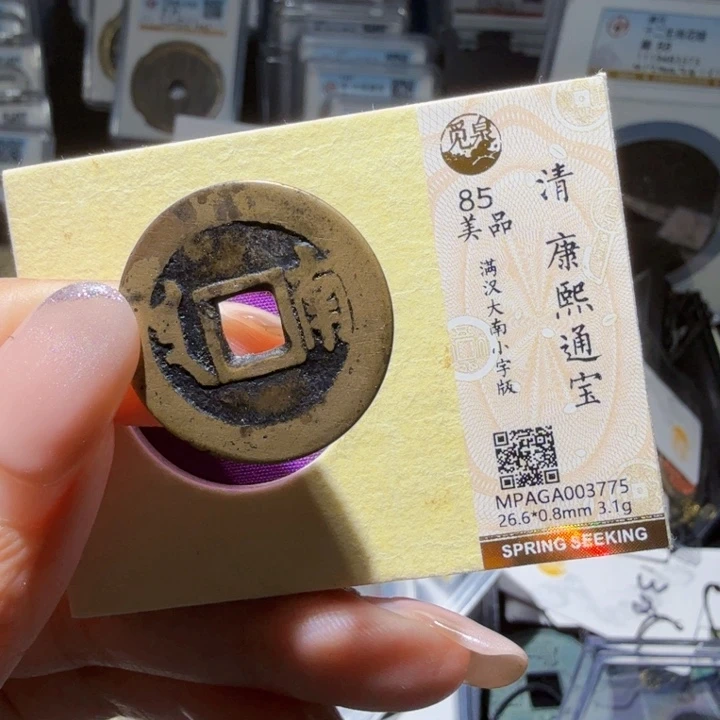 觅泉
清 康熙通宝
85
美品
满汉大南小字版
MPAGA003775
26.6*0.8mm 3.1g
SPRING SEEKING
南